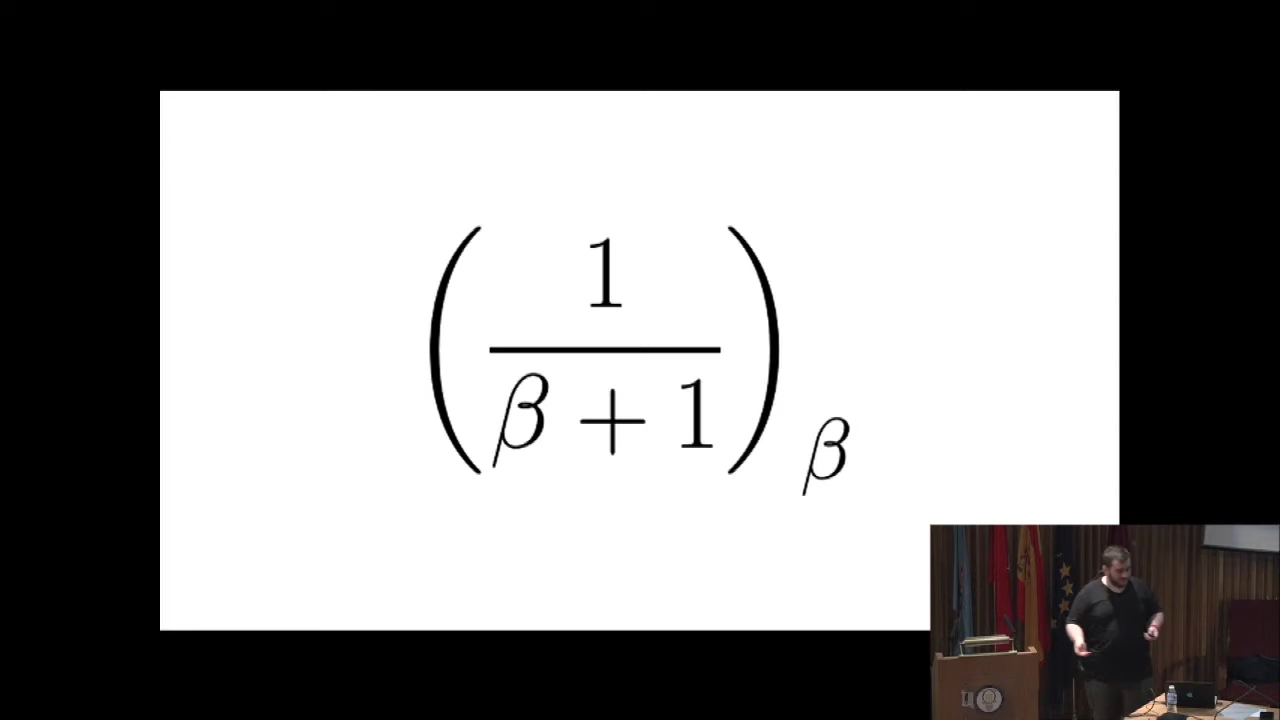 (1/(β + 1))_β